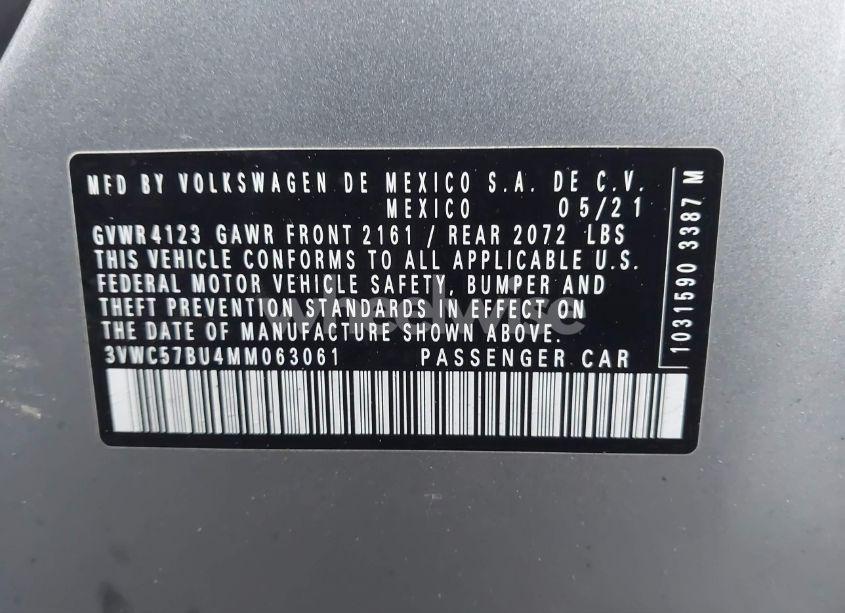 MFD BY VOLKSWAGEN DE MEXICO S.A. DE C.V.
MEXICO 05/21
GVWR 4123 GAWR FRONT 2161 / REAR 2072 LBS
THIS VEHICLE CONFORMS TO ALL APPLICABLE U.S.
FEDERAL MOTOR VEHICLE SAFETY, BUMPER AND
THEFT PREVENTION STANDARDS IN EFFECT ON
THE DATE OF MANUFACTURE SHOWN ABOVE.
3VWC57BU4MM063061 PASSENGER CAR
1031590 3387 M